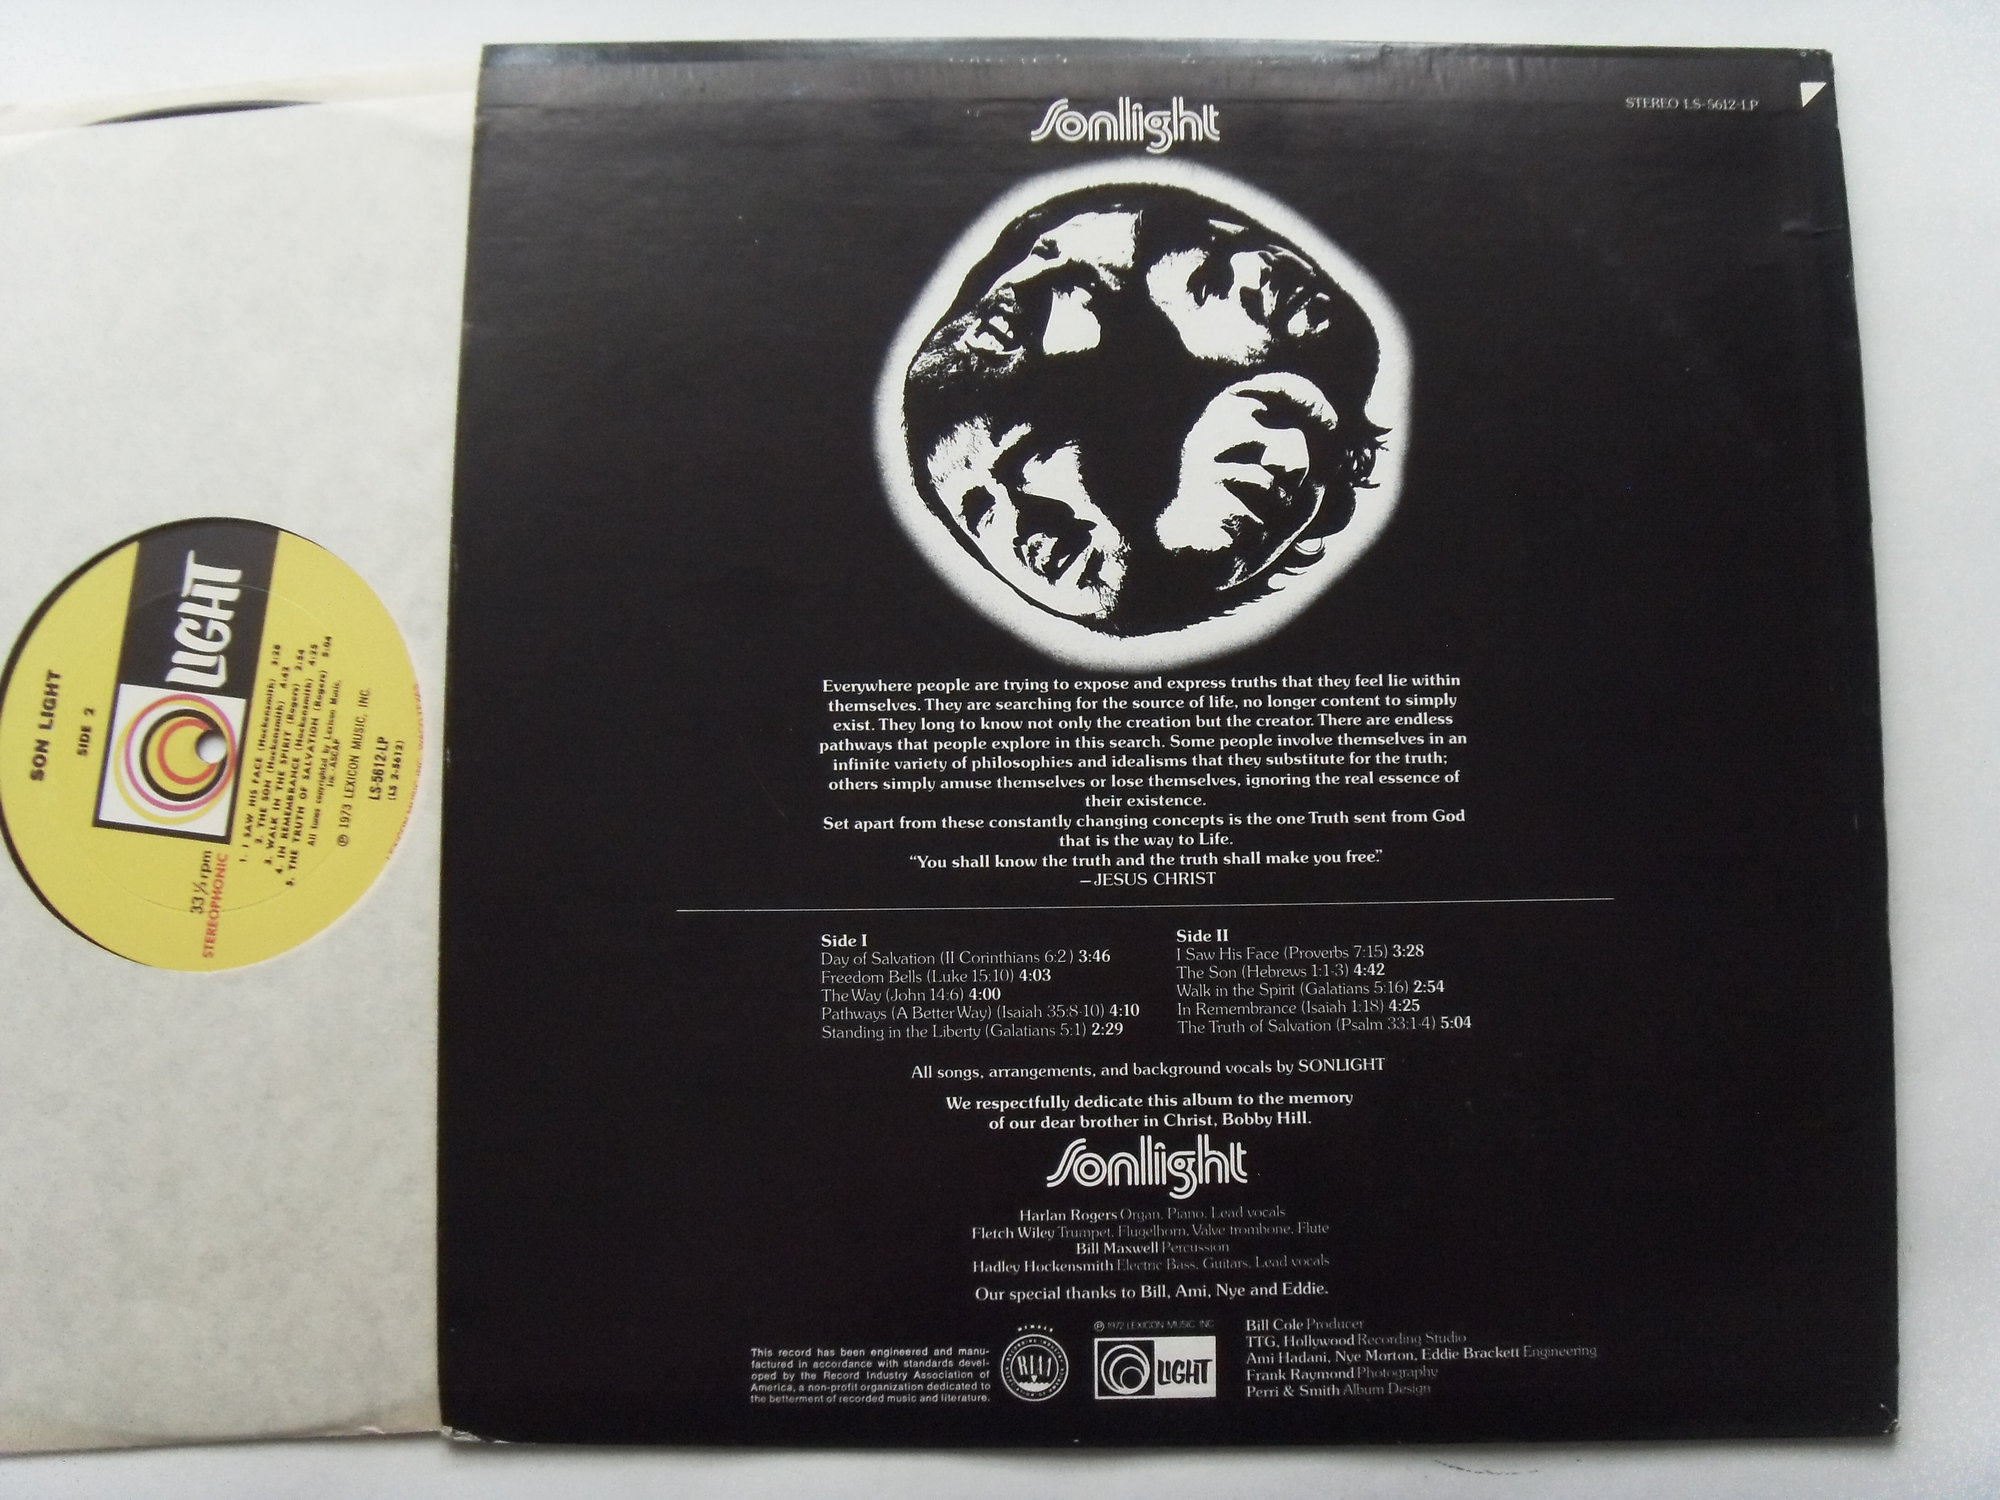 Sonlight
STEREO LS-5612-LP
Everywhere people are trying to expose and express truths that they feel lie within
themselves. They are searching for the source of life, no longer content to simply
exist. They long to know not only the creation but the creator. There are endless
pathways that people explore in this search. Some people involve themselves in an
infinite variety of philosophies and idealisms that they substitute for the truth;
others simply amuse themselves or lose themselves, ignoring the real essence of
their existence.
Set apart from these constantly changing concepts is the one Truth sent from God
that is the way to Life.
“You shall know the truth and the truth shall make you free.”
—JESUS CHRIST
Side I
Day of Salvation (II Corinthians 6:2 ) 3:46
Freedom Bells (Luke 15:10) 4:03
The Way (John 14:6) 4:00
Pathways (A Better Way) (Isaiah 35:8-10) 4:10
Standing in the Liberty (Galatians 5:1) 2:29
Side II
I Saw His Face (Proverbs 7:15) 3:28
The Son (Hebrews 1:1-3) 4:42
Walk in the Spirit (Galatians 5:16) 2:54
In Remembrance (Isaiah 1:18) 4:25
The Truth of Salvation (Psalm 33:1-4) 5:04
All songs, arrangements, and background vocals by SONLIGHT
We respectfully dedicate this album to the memory
of our dear brother in Christ, Bobby Hill.
Sonlight
Harlan Rogers Organ, Piano, Lead vocals
Fletch Wiley Trumpet, Flugelhorn, Valve trombone, Flute
Bill Maxwell Percussion
Hadley Hockensmith Electric Bass, Guitars, Lead vocals
Our special thanks to Bill, Ami, Nye and Eddie.
This record has been engineered and manu-
factured in accordance with standards devel-
oped by the Record Industry Association of
America, a non-profit organization dedicated to
the betterment of recorded music and literature.
MEMBER
RIAA
℗ 1972 LEXICON MUSIC INC
LIGHT
Bill Cole Producer
TTG, Hollywood Recording Studio
Ami Hadani, Nye Morton, Eddie Brackett Engineering
Frank Raymond Photography
Perri & Smith Album Design
SON LIGHT
SIDE 2
LIGHT
33 ⅓ rpm
STEREOPHONIC
1. I SAW HIS FACE (Hockensmith) 3:28
2. THE SON (Hockensmith) 4:42
3. WALK IN THE SPIRIT (Rogers) 2:54
4. IN REMEMBRANCE (Hockensmith) 4:25
5. THE TRUTH OF SALVATION (Rogers) 5:04
All tunes copyrighted by Lexicon Music,
Inc.-ASCAP
℗ 1973 LEXICON MUSIC, INC.
LS-5612-LP
(LS 2-5612)